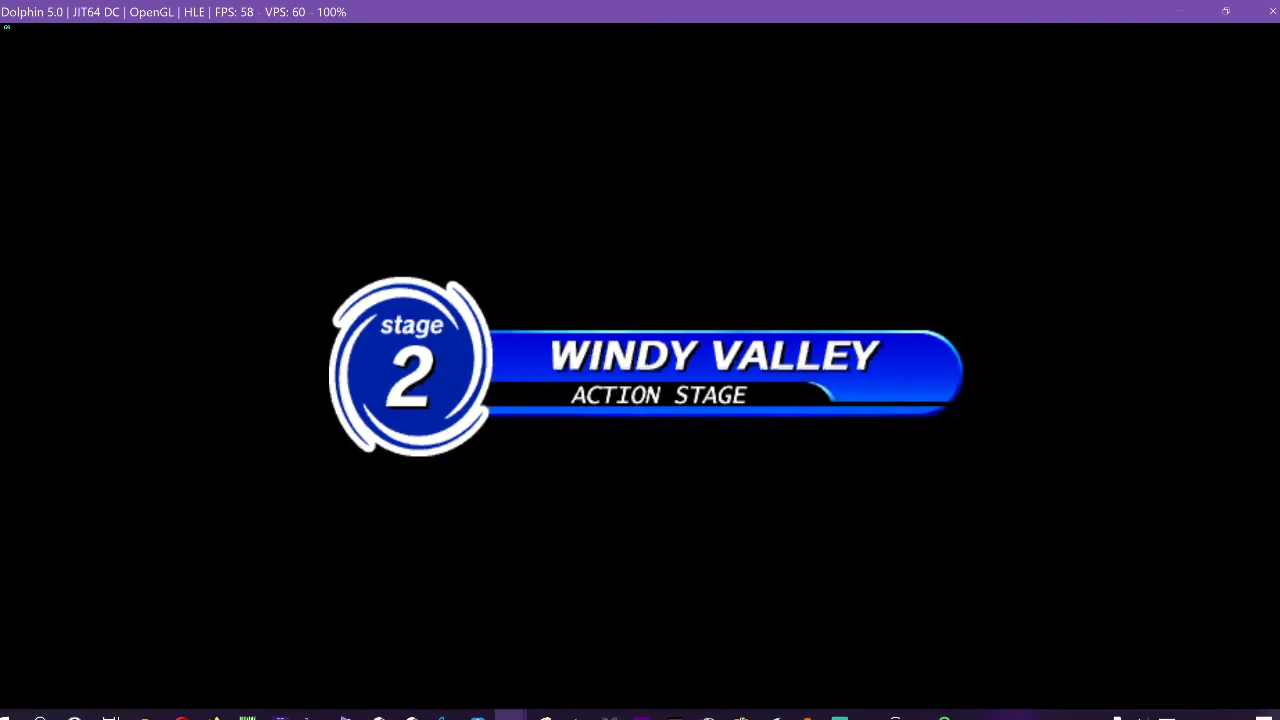 Dolphin 5.0 | JIT64 DC | OpenGL | HLE | FPS: 58 - VPS: 60 - 100%
stage
2
WINDY VALLEY
ACTION STAGE